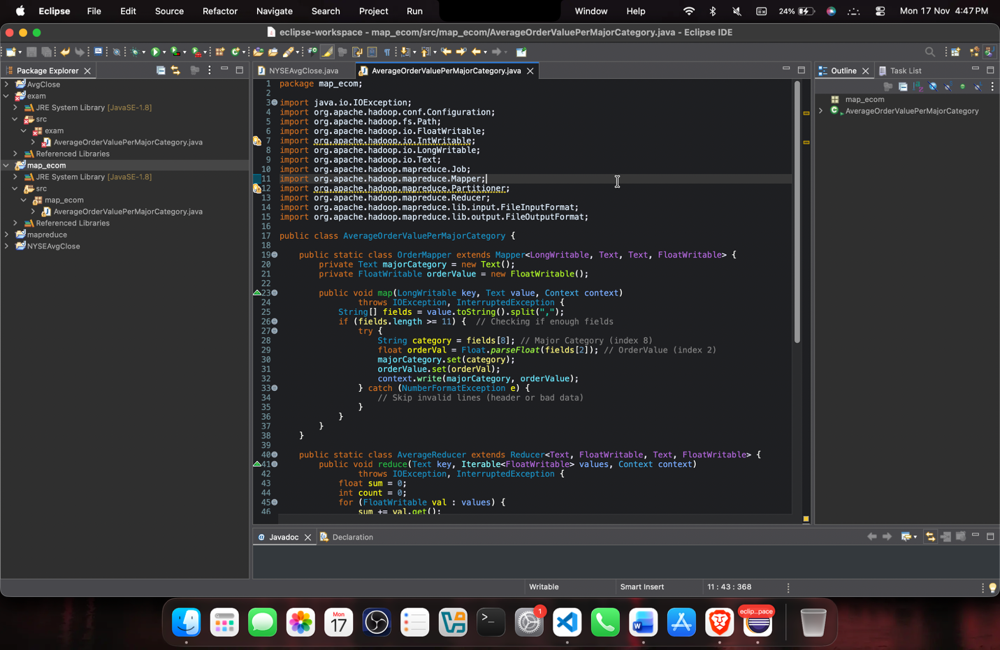 Eclipse File Edit Source Refactor Navigate Search Project Run Window Help 24% Mon 17 Nov 4:47 PM
eclipse-workspace - map_ecom/src/map_ecom/AverageOrderValuePerMajorCategory.java - Eclipse IDE
Package Explorer
AvgClose
exam
JRE System Library [JavaSE-1.8]
src
exam
AverageOrderValuePerMajorCategory.java
Referenced Libraries
map_ecom
JRE System Library [JavaSE-1.8]
src
map_ecom
AverageOrderValuePerMajorCategory.java
Referenced Libraries
mapreduce
NYSEAvgClose
NYSEAvgClose.java AverageOrderValuePerMajorCategory.java
1 package map_ecom;
2
3 import java.io.IOException;
4 import org.apache.hadoop.conf.Configuration;
5 import org.apache.hadoop.fs.Path;
6 import org.apache.hadoop.io.FloatWritable;
7 import org.apache.hadoop.io.IntWritable;
8 import org.apache.hadoop.io.LongWritable;
9 import org.apache.hadoop.io.Text;
10 import org.apache.hadoop.mapreduce.Job;
11 import org.apache.hadoop.mapreduce.Mapper;
12 import org.apache.hadoop.mapreduce.Partitioner;
13 import org.apache.hadoop.mapreduce.Reducer;
14 import org.apache.hadoop.mapreduce.lib.input.FileInputFormat;
15 import org.apache.hadoop.mapreduce.lib.output.FileOutputFormat;
16
17 public class AverageOrderValuePerMajorCategory {
18
19 public static class OrderMapper extends Mapper<LongWritable, Text, Text, FloatWritable> {
20 private Text majorCategory = new Text();
21 private FloatWritable orderValue = new FloatWritable();
22
23 public void map(LongWritable key, Text value, Context context)
24 throws IOException, InterruptedException {
25 String[] fields = value.toString().split(",");
26 if (fields.length >= 11) { // Checking if enough fields
27 try {
28 String category = fields[8]; // Major Category (index 8)
29 float orderVal = Float.parseFloat(fields[2]); // OrderValue (index 2)
30 majorCategory.set(category);
31 orderValue.set(orderVal);
32 context.write(majorCategory, orderValue);
33 } catch (NumberFormatException e) {
34 // Skip invalid lines (header or bad data)
35 }
36 }
37 }
38 }
39
40 public static class AverageReducer extends Reducer<Text, FloatWritable, Text, FloatWritable> {
41 public void reduce(Text key, Iterable<FloatWritable> values, Context context)
42 throws IOException, InterruptedException {
43 float sum = 0;
44 int count = 0;
45 for (FloatWritable val : values) {
46 sum += val.get();
Outline Task List
map_ecom
AverageOrderValuePerMajorCategory
@ Javadoc Declaration
Writable Smart Insert 11 : 43 : 368
Mon
17
1
eclip...pace